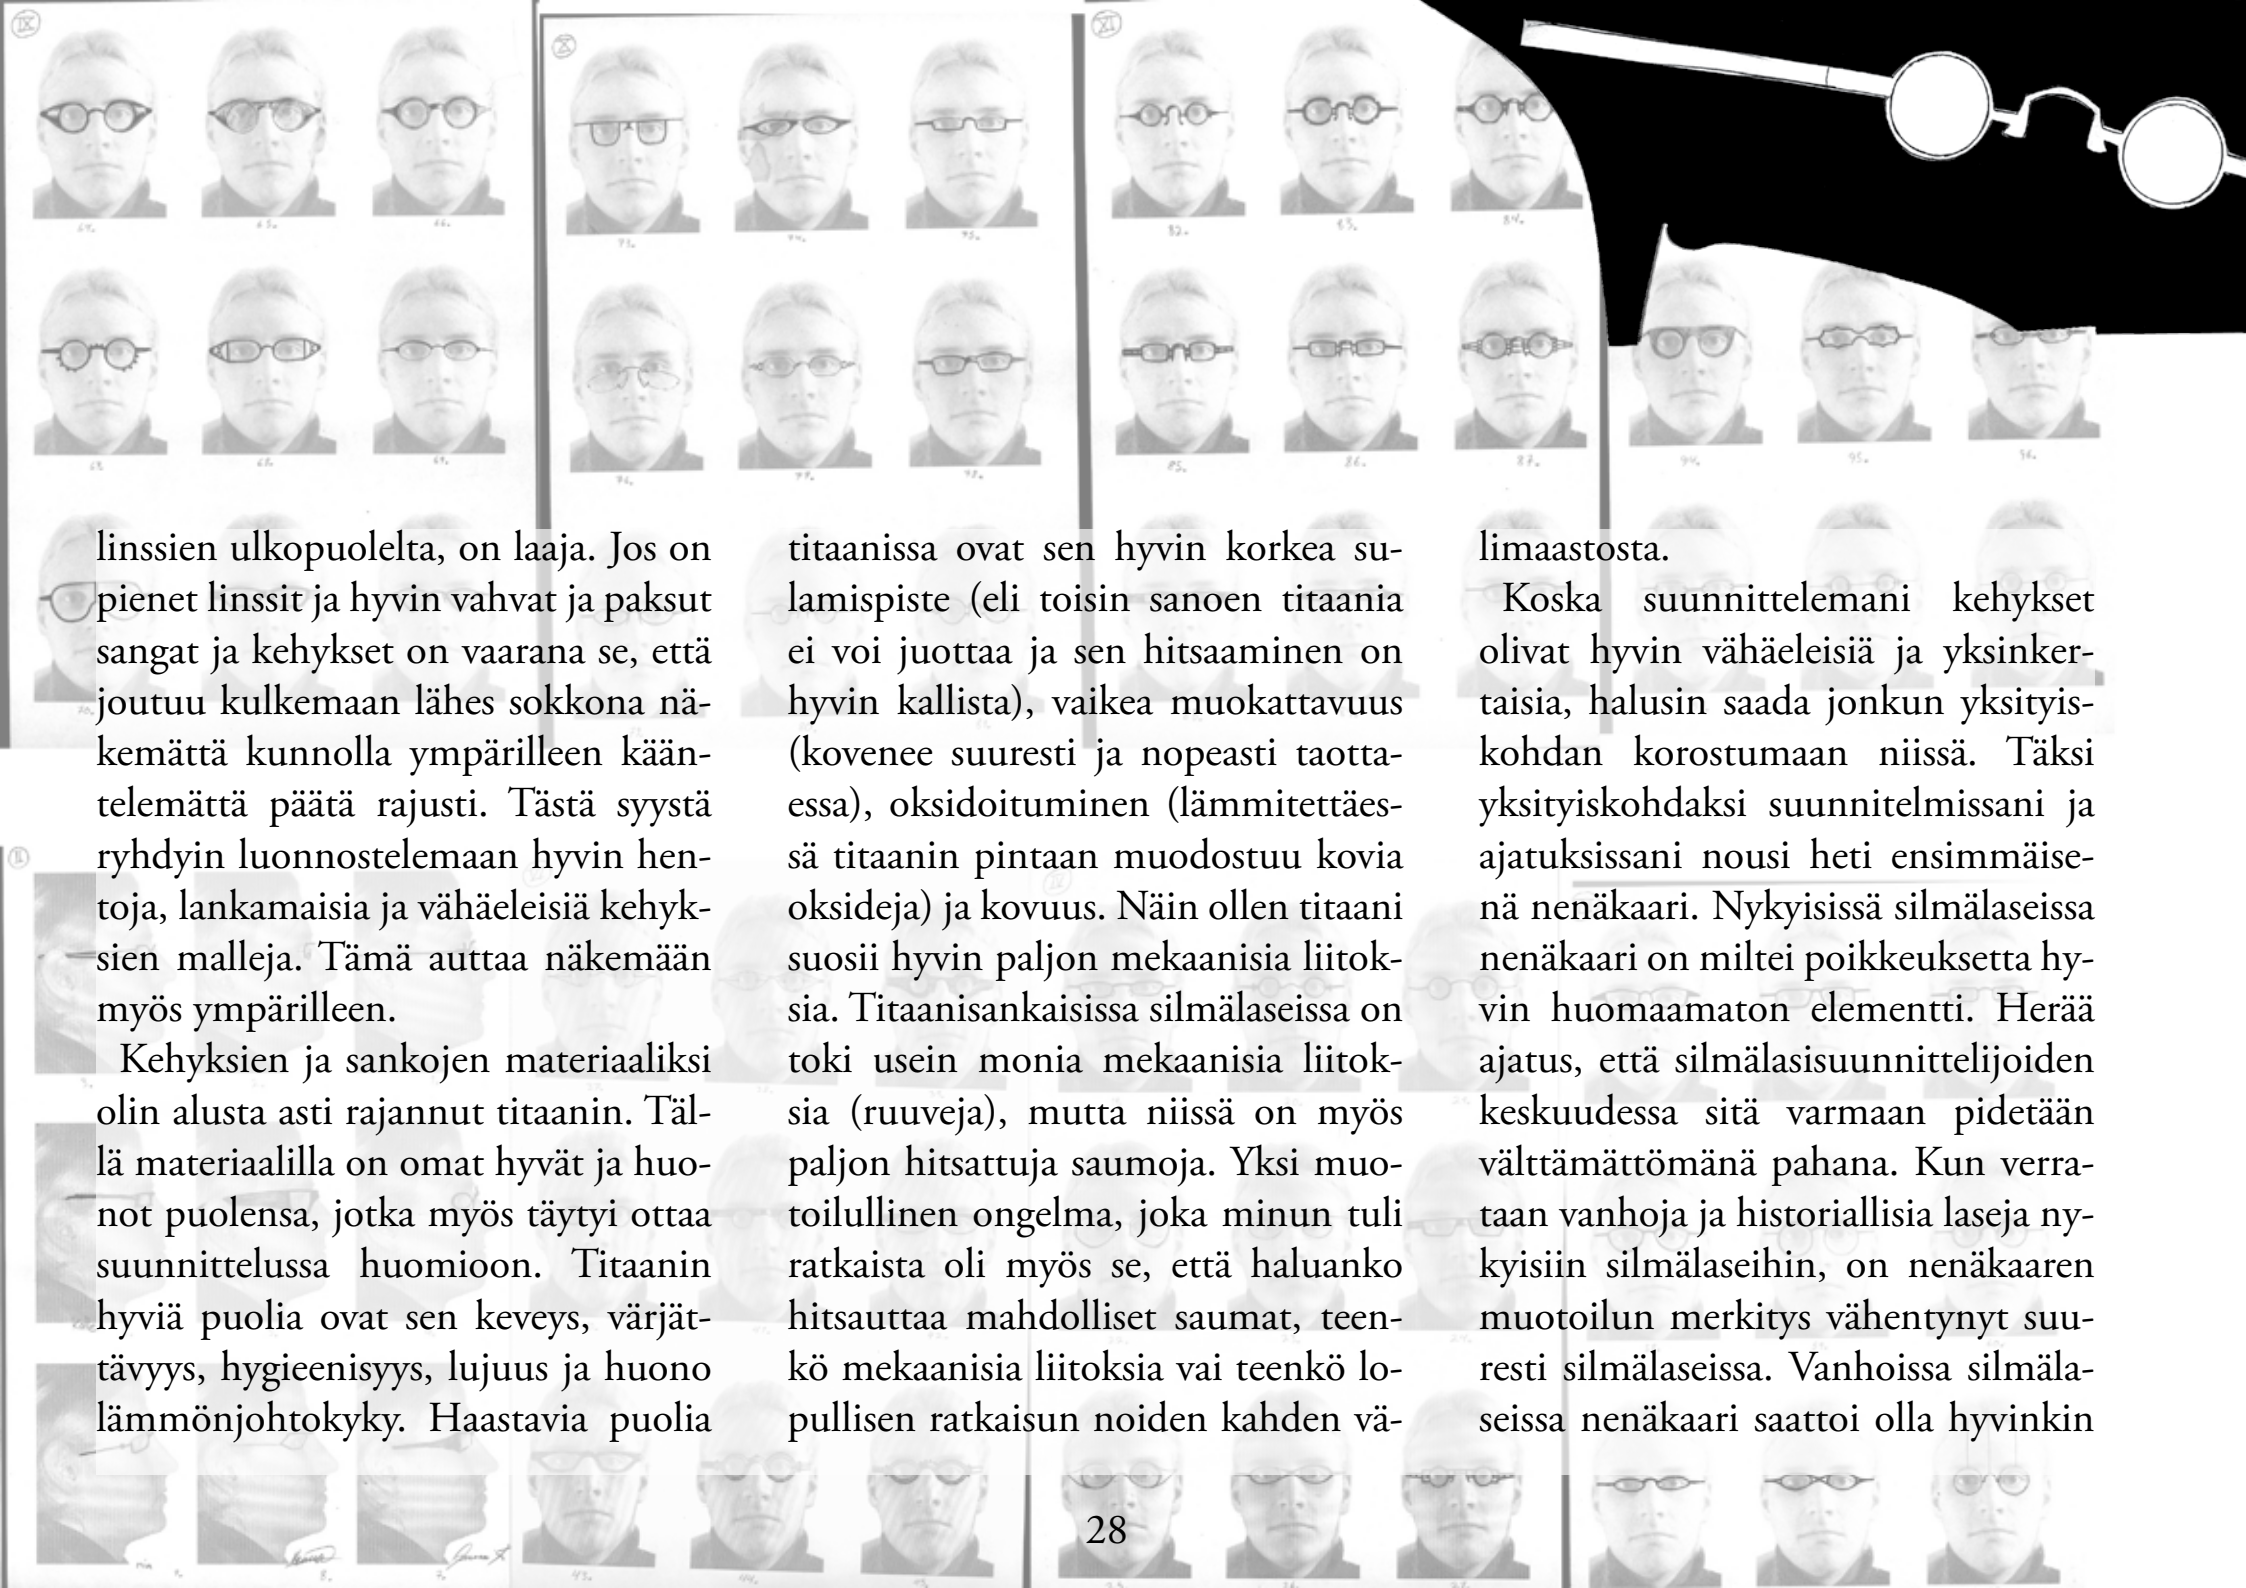 linssien ulkopuolelta, on laaja. Jos on
pienet linssit ja hyvin vahvat ja paksut
sangat ja kehykset on vaarana se, että
joutuu kulkemaan lähes sokkona nä-
kemättä kunnolla ympärilleen kään-
telemättä päätä rajusti. Tästä syystä
ryhdyin luonnostelemaan hyvin hen-
toja, lankamaisia ja vähäeleisiä kehyk-
sien malleja. Tämä auttaa näkemään
myös ympärilleen.
Kehyksien ja sankojen materiaaliksi
olin alusta asti rajannut titaanin. Täl-
lä materiaalilla on omat hyvät ja huo-
not puolensa, jotka myös täytyi ottaa
suunnittelussa huomioon. Titaanin
hyviä puolia ovat sen keveys, värjät-
tävyys, hygieenisyys, lujuus ja huono
lämmönjohtokyky. Haastavia puolia
titaanissa ovat sen hyvin korkea su-
lamispiste (eli toisin sanoen titaania
ei voi juottaa ja sen hitsaaminen on
hyvin kallista), vaikea muokattavuus
(kovenee suuresti ja nopeasti taotta-
essa), oksidoituminen (lämmitettäes-
sä titaanin pintaan muodostuu kovia
oksideja) ja kovuus. Näin ollen titaani
suosii hyvin paljon mekaanisia liitok-
sia. Titaanisankaisissa silmälaseissa on
toki usein monia mekaanisia liitok-
sia (ruuveja), mutta niissä on myös
paljon hitsattuja saumoja. Yksi muo-
toilullinen ongelma, joka minun tuli
ratkaista oli myös se, että haluanko
hitsauttaa mahdolliset saumat, teen-
kö mekaanisia liitoksia vai teenkö lo-
pullisen ratkaisun noiden kahden vä-
limaastosta.
Koska suunnittelemani kehykset
olivat hyvin vähäeleisiä ja yksinker-
taisia, halusin saada jonkun yksityis-
kohdan korostumaan niissä. Täksi
yksityiskohdaksi suunnitelmissani ja
ajatuksissani nousi heti ensimmäise-
nä nenäkaari. Nykyisissä silmälaseissa
nenäkaari on miltei poikkeuksetta hy-
vin huomaamaton elementti. Herää
ajatus, että silmälasisuunnittelijoiden
keskuudessa sitä varmaan pidetään
välttämättömänä pahana. Kun verra-
taan vanhoja ja historiallisia laseja ny-
kyisiin silmälaseihin, on nenäkaaren
muotoilun merkitys vähentynyt suu-
resti silmälaseissa. Vanhoissa silmäla-
seissa nenäkaari saattoi olla hyvinkin
28